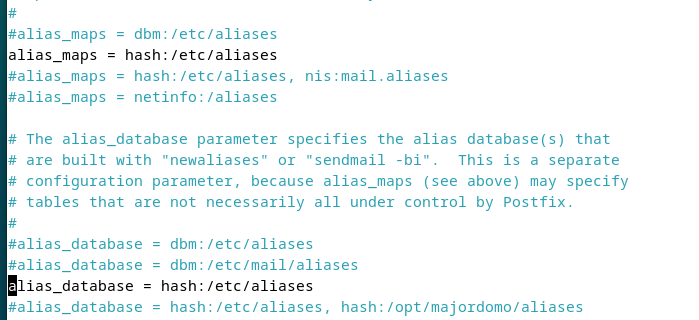 #
#alias_maps = dbm:/etc/aliases
alias_maps = hash:/etc/aliases
#alias_maps = hash:/etc/aliases, nis:mail.aliases
#alias_maps = netinfo:/aliases
# The alias_database parameter specifies the alias database(s) that
# are built with "newaliases" or "sendmail -bi".  This is a separate
# configuration parameter, because alias_maps (see above) may specify
# tables that are not necessarily all under control by Postfix.
#
#alias_database = dbm:/etc/aliases
#alias_database = dbm:/etc/mail/aliases
alias_database = hash:/etc/aliases
#alias_database = hash:/etc/aliases, hash:/opt/majordomo/aliases